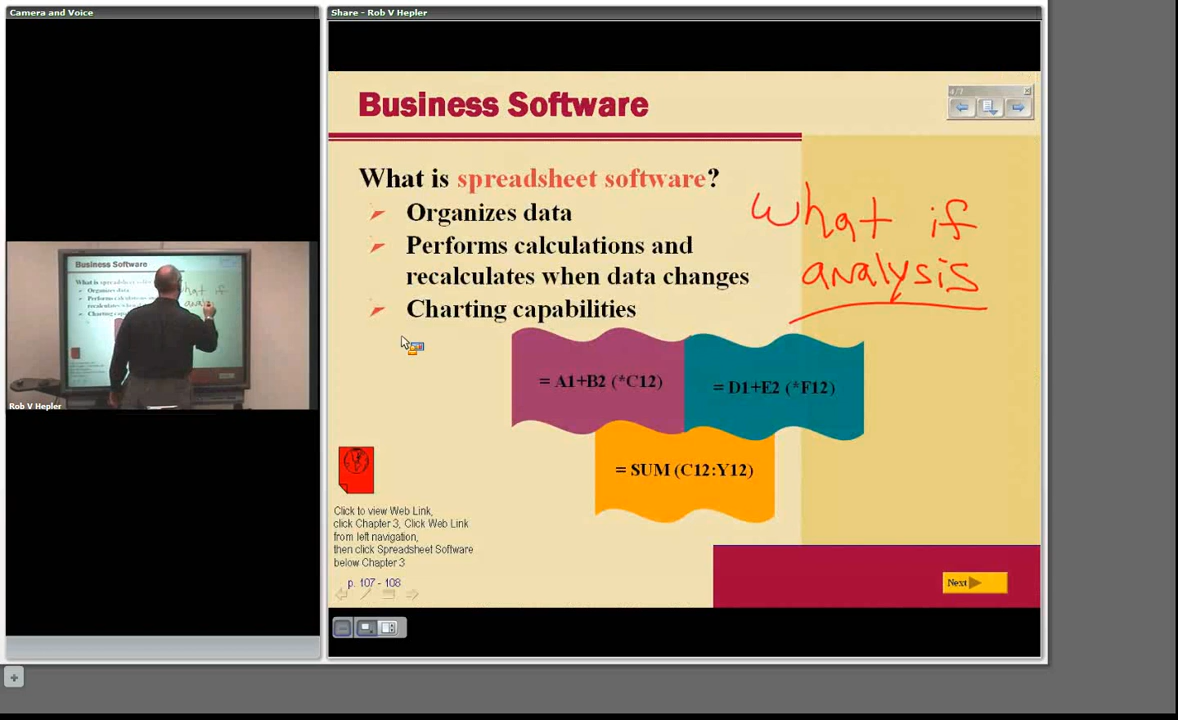 Camera and Voice
Share - Rob V Hepler
Business Software
4/7
What is spreadsheet software?
Organizes data
Performs calculations and
recalculates when data changes
Charting capabilities
What if
analysis
= A1+B2 (*C12)
= D1+E2 (*F12)
= SUM (C12:Y12)
Business Software
Rob V Hepler
Click to view Web Link,
click Chapter 3, Click Web Link
from left navigation,
then click Spreadsheet Software
below Chapter 3
p. 107 - 108
Next